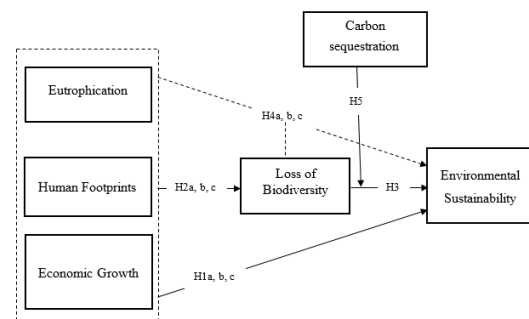 Carbon
sequestration
Eutrophication
H5
H4a, b, c
Human Footprints
H2a, b, c
Loss of
Biodiversity
H3
Environmental
Sustainability
Economic Growth
H1a, b, c